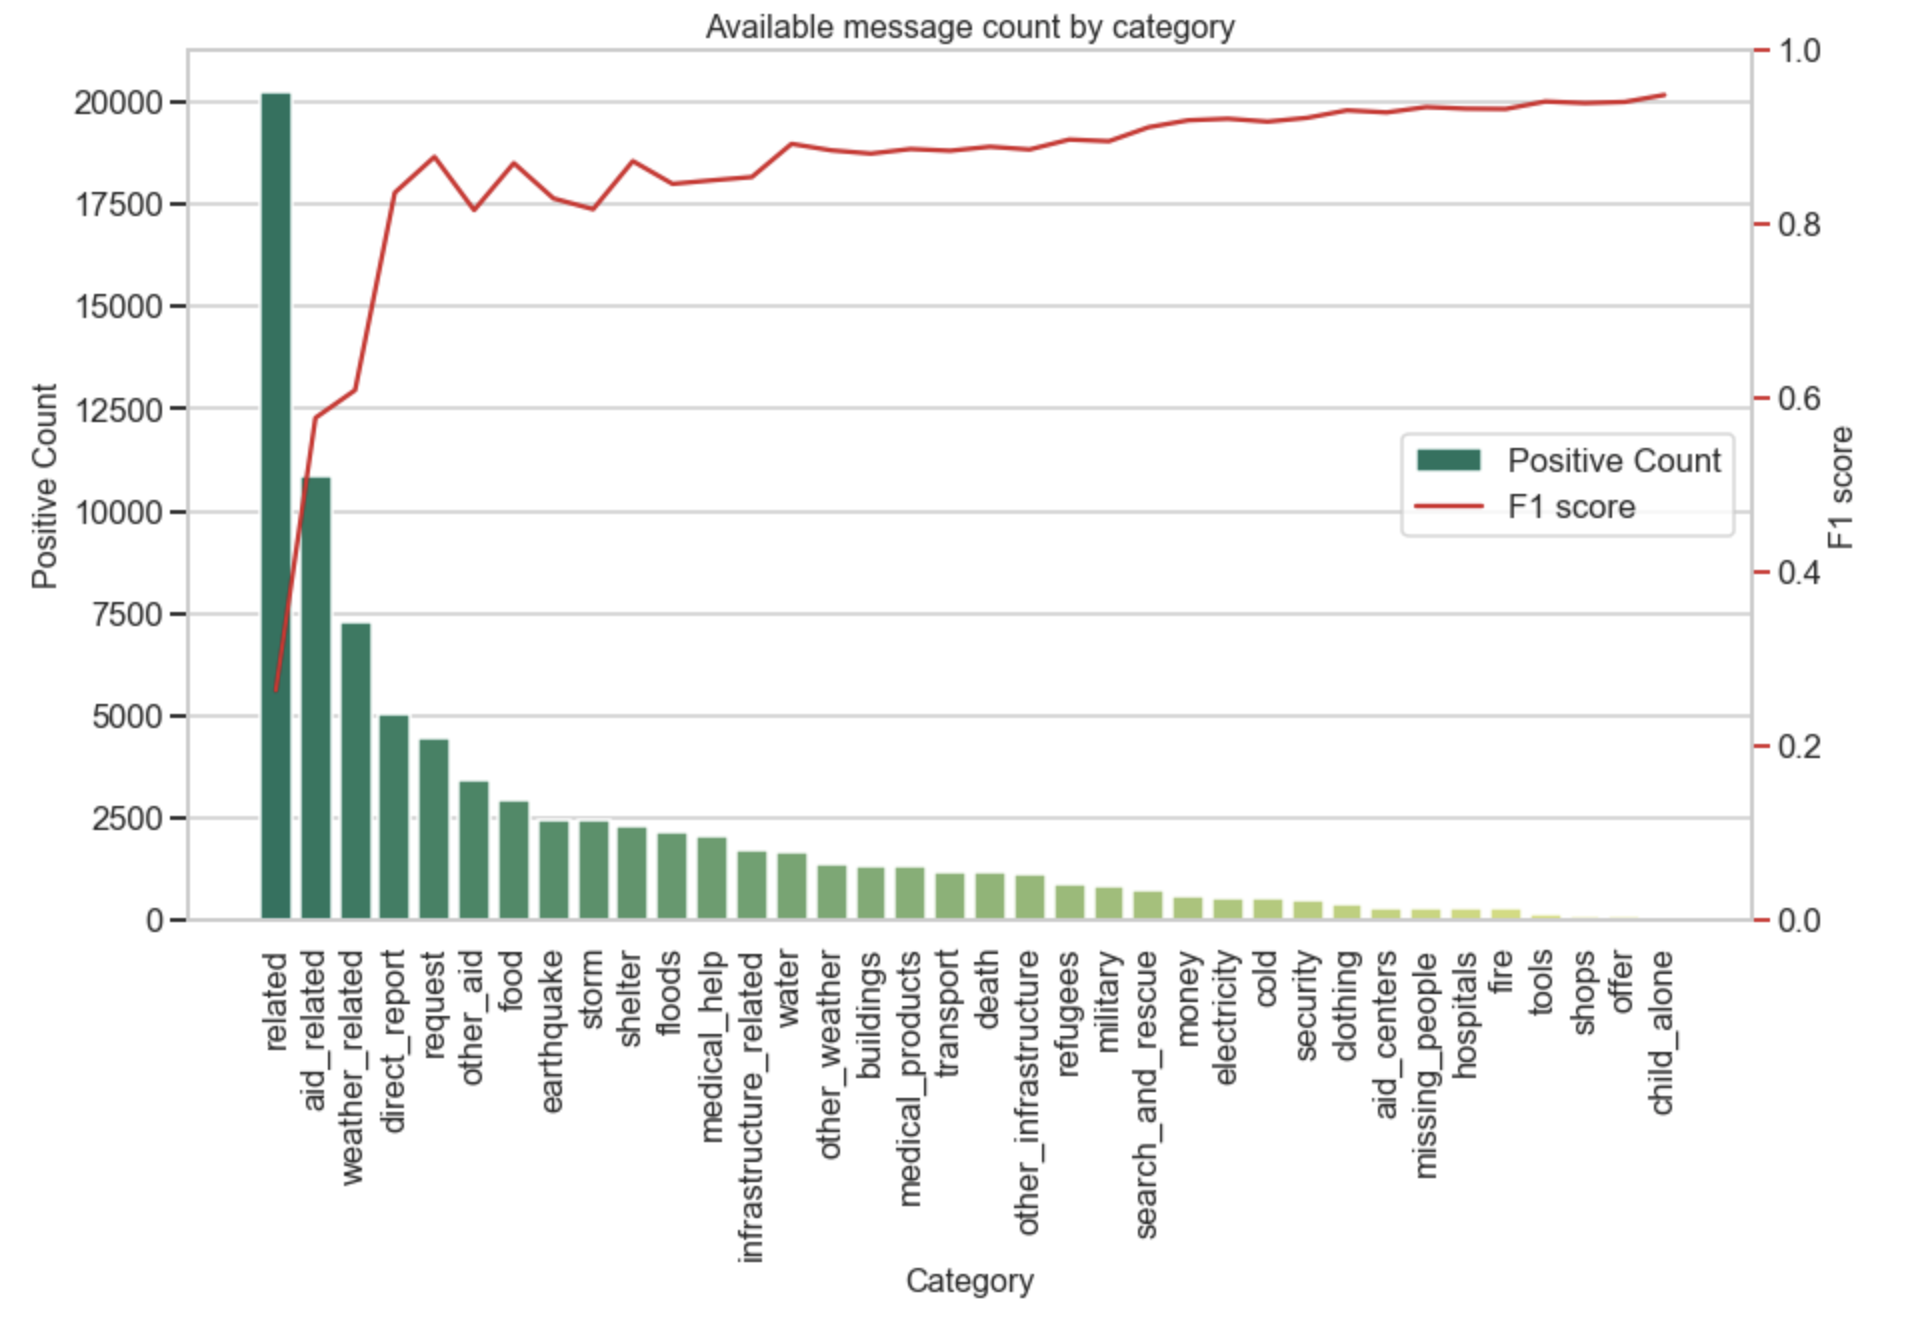 Available message count by category
Positive Count
20000
17500
15000
12500
10000
7500
5000
2500
0
1.0
0.8
0.6
0.4
0.2
0.0
F1 score
Positive Count
F1 score
related
aid_related
weather_related
direct_report
request
other_aid
food
earthquake
storm
shelter
floods
medical_help
infrastructure_related
water
other_weather
buildings
medical_products
transport
death
other_infrastructure
refugees
military
search_and_rescue
money
electricity
cold
security
clothing
aid_centers
missing_people
hospitals
fire
tools
shops
offer
child_alone
Category